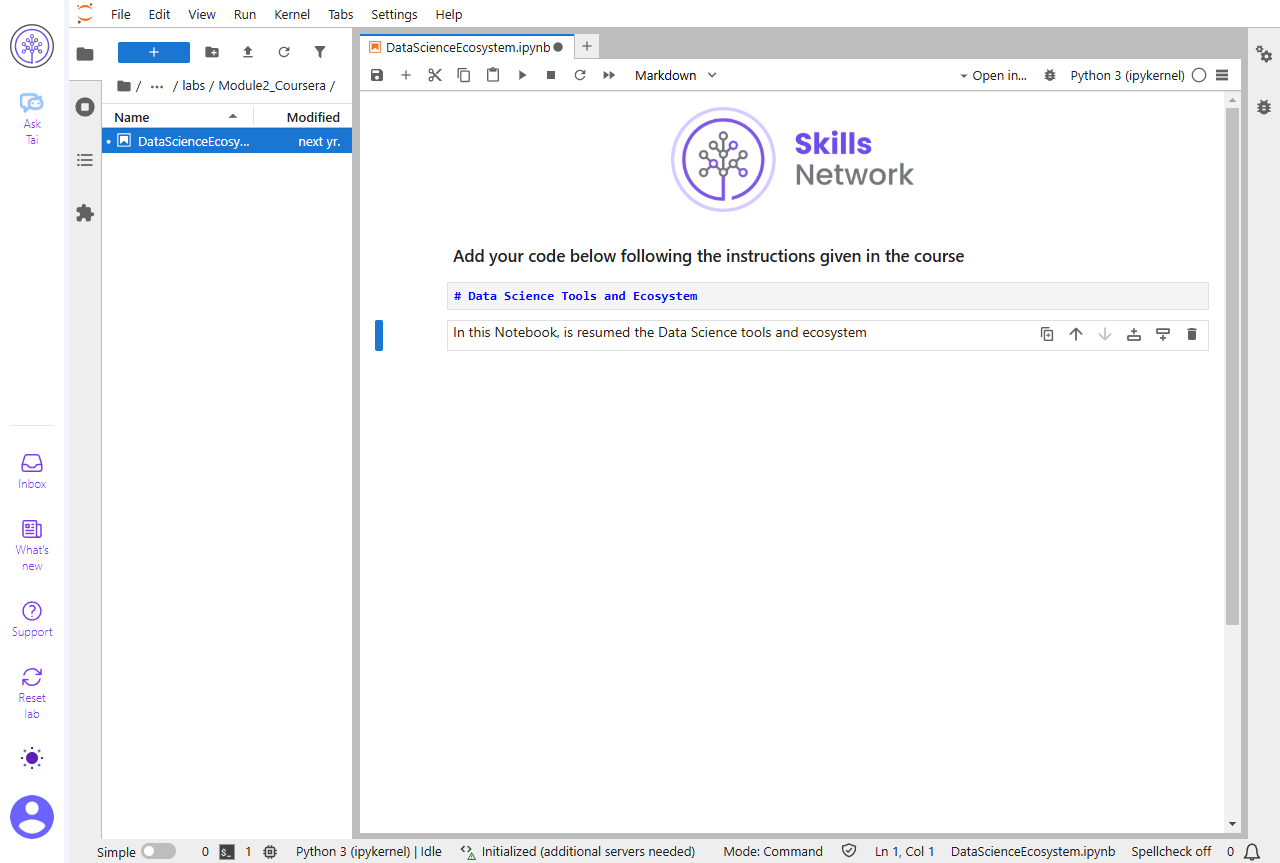 File Edit View Run Kernel Tabs Settings Help
Ask
Tai
Inbox
What's
new
Support
Reset
lab
+
/ ... / labs / Module2_Coursera /
Name Modified
DataScienceEcosy... next yr.
DataScienceEcosystem.ipynb
Markdown
Open in...
Python 3 (ipykernel)
Skills
Network
Add your code below following the instructions given in the course
# Data Science Tools and Ecosystem
In this Notebook, is resumed the Data Science tools and ecosystem
Simple 0 $_ 1 Python 3 (ipykernel) | Idle Initialized (additional servers needed) Mode: Command Ln 1, Col 1 DataScienceEcosystem.ipynb Spellcheck off 0